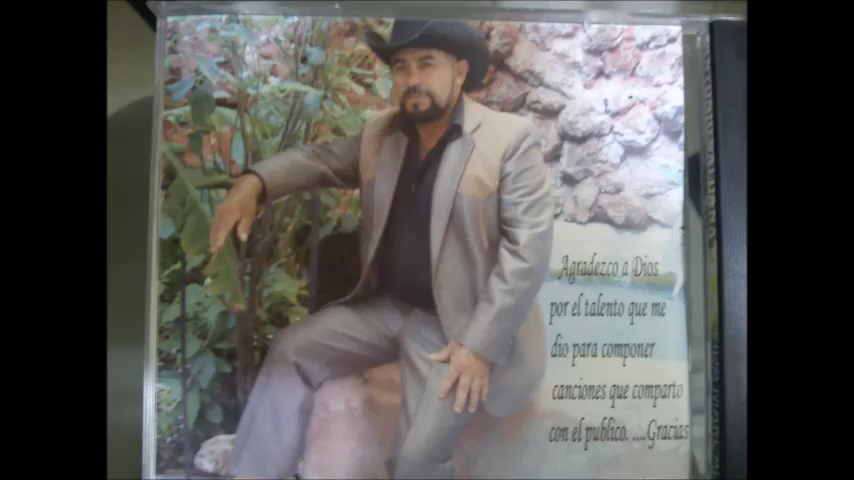 Agradezco a Dios
por el talento que me
dio para componer
canciones que comparto
con el publico. ....Gracias